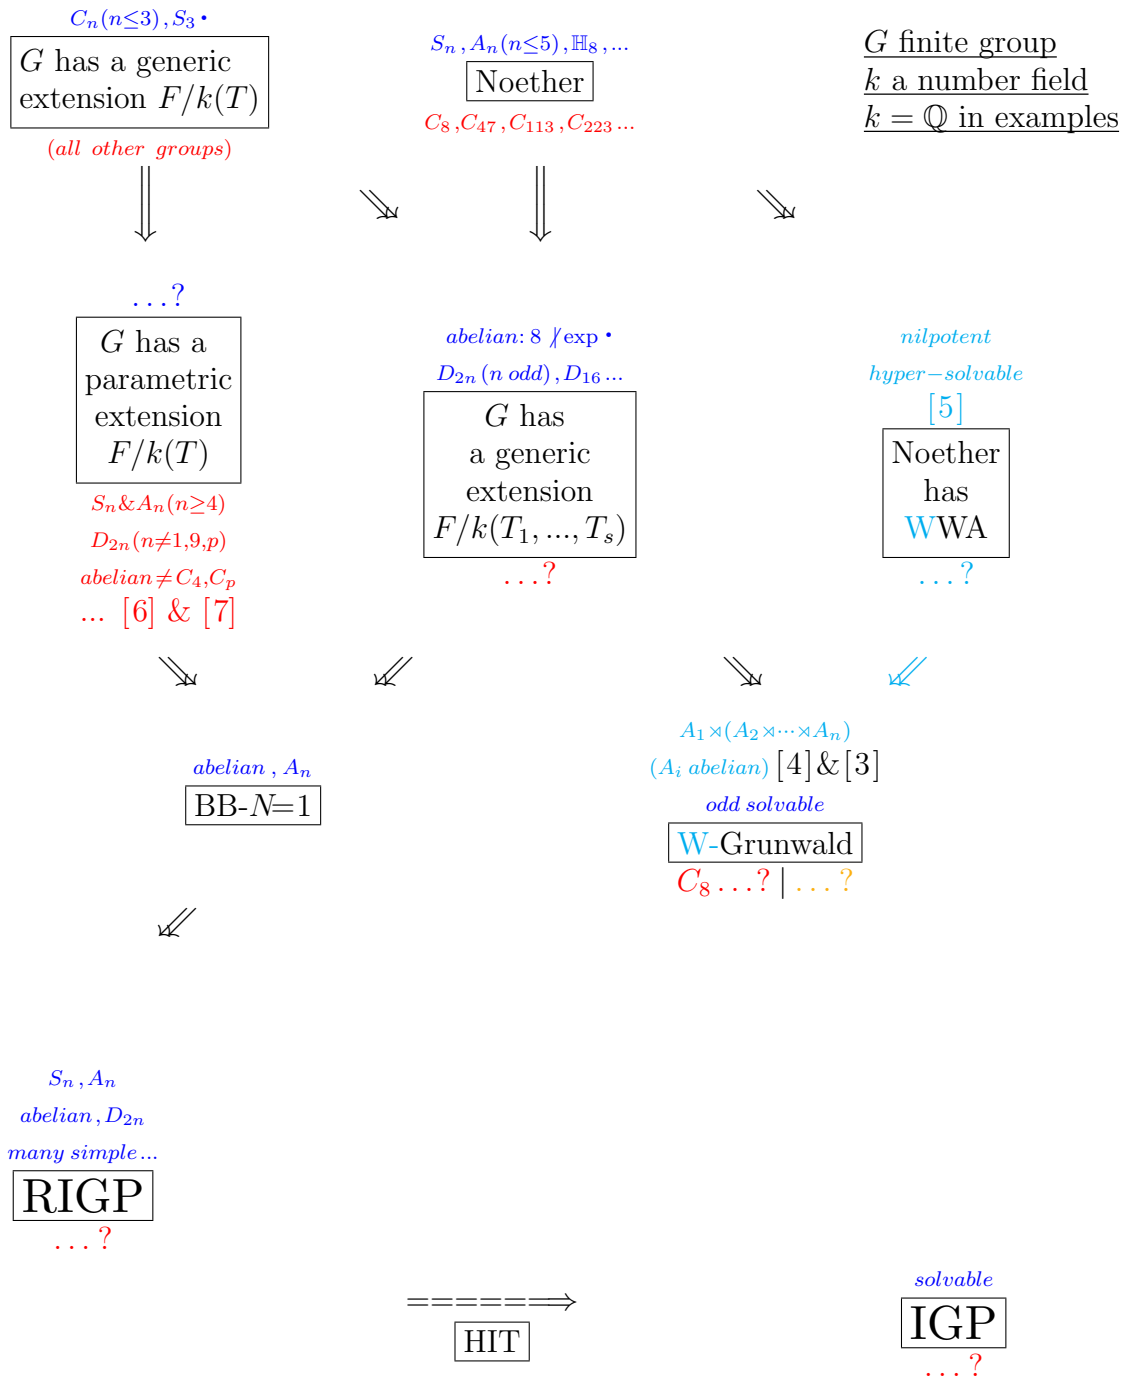 C_n(n≤3), S_3 •
G has a generic
extension F/k(T)
(all other groups)
S_n, A_n(n≤5), ℍ_8, ...
Noether
C_8, C_47, C_113, C_223 ...
G finite group
k a number field
k = ℚ in examples
⇓
⇘
⇓
⇘
...?
G has a
parametric
extension
F/k(T)
S_n&A_n(n≥4)
D_2n(n≠1,9,p)
abelian≠C_4,C_p
... [6] & [7]
abelian: 8 ∤ exp •
D_2n (n odd), D_16 ...
G has
a generic
extension
F/k(T_1, ..., T_s)
...?
nilpotent
hyper−solvable
[5]
Noether
has
WWA
...?
⇘
⇙
⇘
⇙
abelian , A_n
BB-N=1
A_1⋊(A_2⋊···⋊A_n)
(A_i abelian) [4]&[3]
odd solvable
W-Grunwald
C_8 ...? | ... ?
⇙
S_n, A_n
abelian, D_2n
many simple...
RIGP
... ?
======⇒
HIT
solvable
IGP
... ?